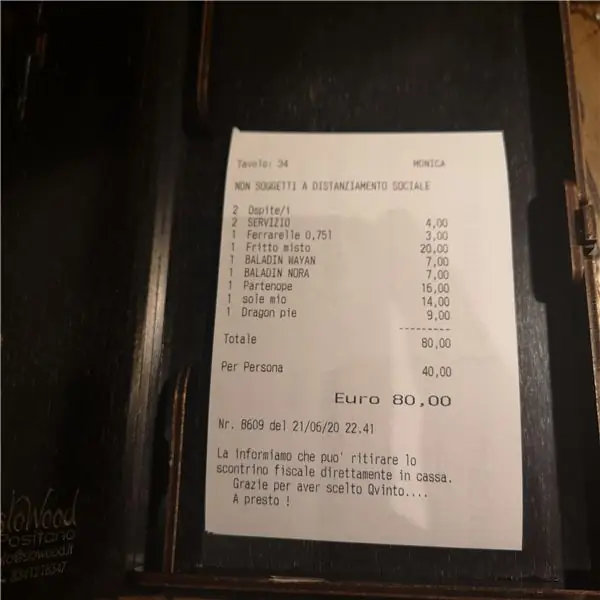 Tavolo: 34 MONICA
NON SOGGETTI A DISTANZIAMENTO SOCIALE
2 Ospite/i
2 SERVIZIO 4,00
1 Ferrarelle 0,75l 3,00
1 Fritto misto 20,00
1 BALADIN WAYAN 7,00
1 BALADIN NORA 7,00
1 Partenope 16,00
1 sole mio 14,00
1 Dragon pie 9,00
---------
Totale 80,00
Per Persona 40,00
Euro 80,00
Nr. 8609 del 21/06/20 22.41
La informiamo che puo' ritirare lo
scontrino fiscale direttamente in cassa.
Grazie per aver scelto Qvinto....
A presto !
Positano